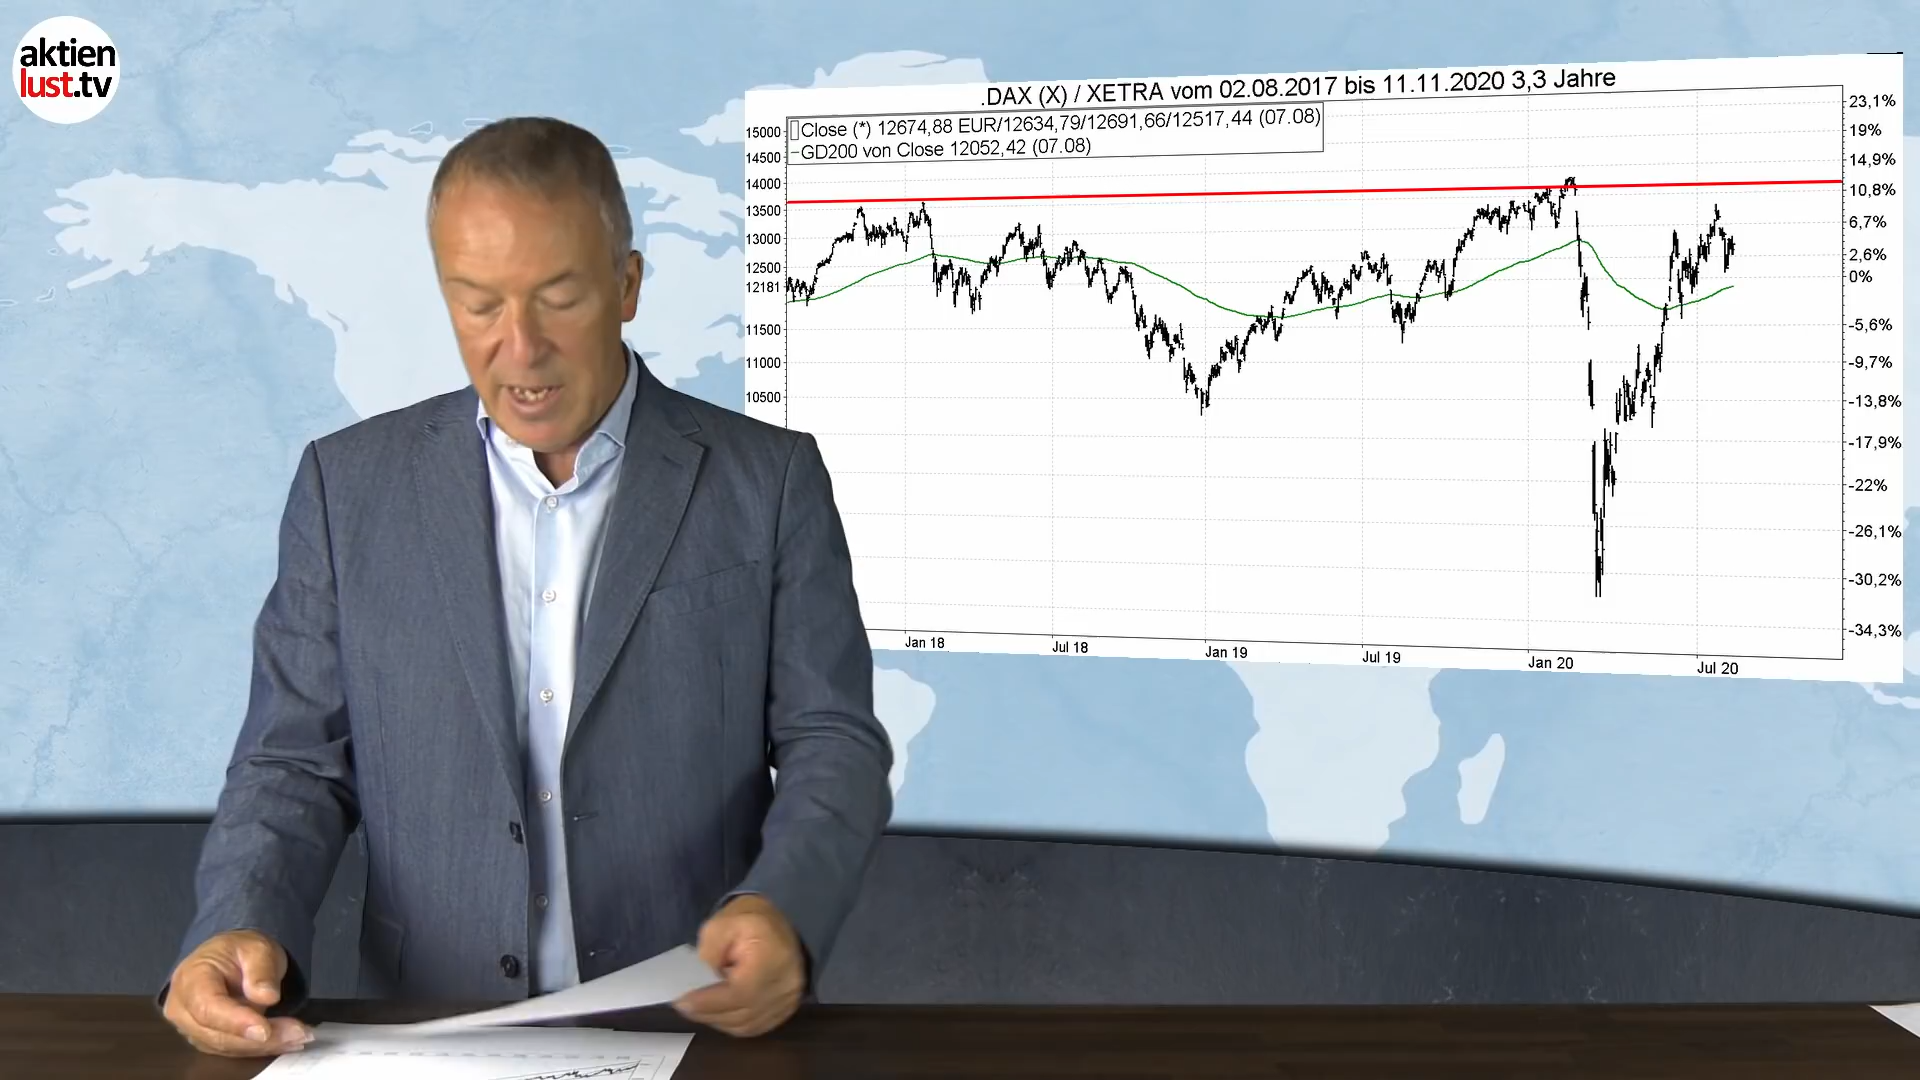 aktien
lust.tv
.DAX (X) / XETRA vom 02.08.2017 bis 11.11.2020 3,3 Jahre
Close (*) 12674,88 EUR/12634,79/12691,66/12517,44 (07.08)
GD200 von Close 12052,42 (07.08)
15000
14500
14000
13500
13000
12500
12181
11500
11000
10500
23,1%
19%
14,9%
10,8%
6,7%
2,6%
0%
-5,6%
-9,7%
-13,8%
-17,9%
-22%
-26,1%
-30,2%
-34,3%
Jan 18
Jul 18
Jan 19
Jul 19
Jan 20
Jul 20